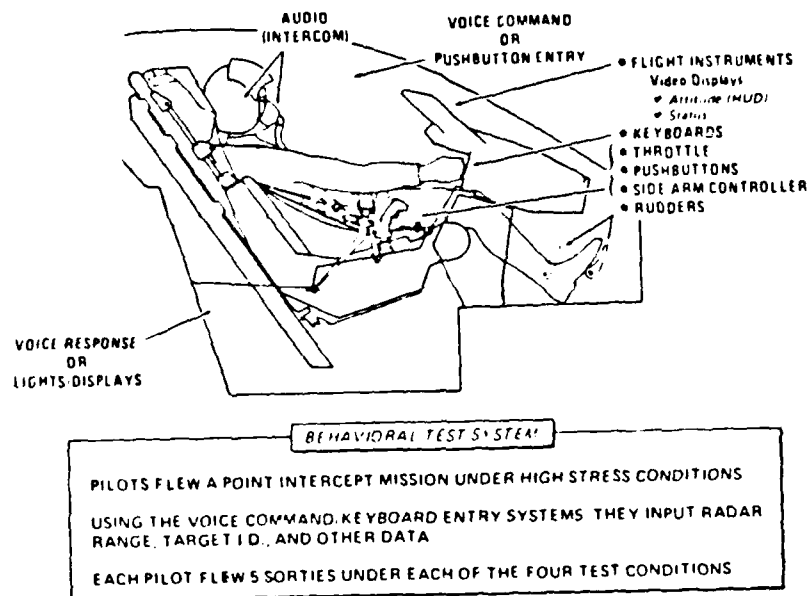 AUDIO
(INTERCOM)
VOICE COMMAND
OR
PUSHBUTTON ENTRY
• FLIGHT INSTRUMENTS
Video Displays
Attitude (HUD)
Status
• KEYBOARDS
• THROTTLE
• PUSHBUTTONS
• SIDE ARM CONTROLLER
• RUDDERS
VOICE RESPONSE
OR
LIGHTS-DISPLAYS
BEHAVIORAL TEST SYSTEM
PILOTS FLEW A POINT INTERCEPT MISSION UNDER HIGH STRESS CONDITIONS
USING THE VOICE COMMAND, KEYBOARD ENTRY SYSTEMS THEY INPUT RADAR
RANGE, TARGET I.D., AND OTHER DATA
EACH PILOT FLEW 5 SORTIES UNDER EACH OF THE FOUR TEST CONDITIONS